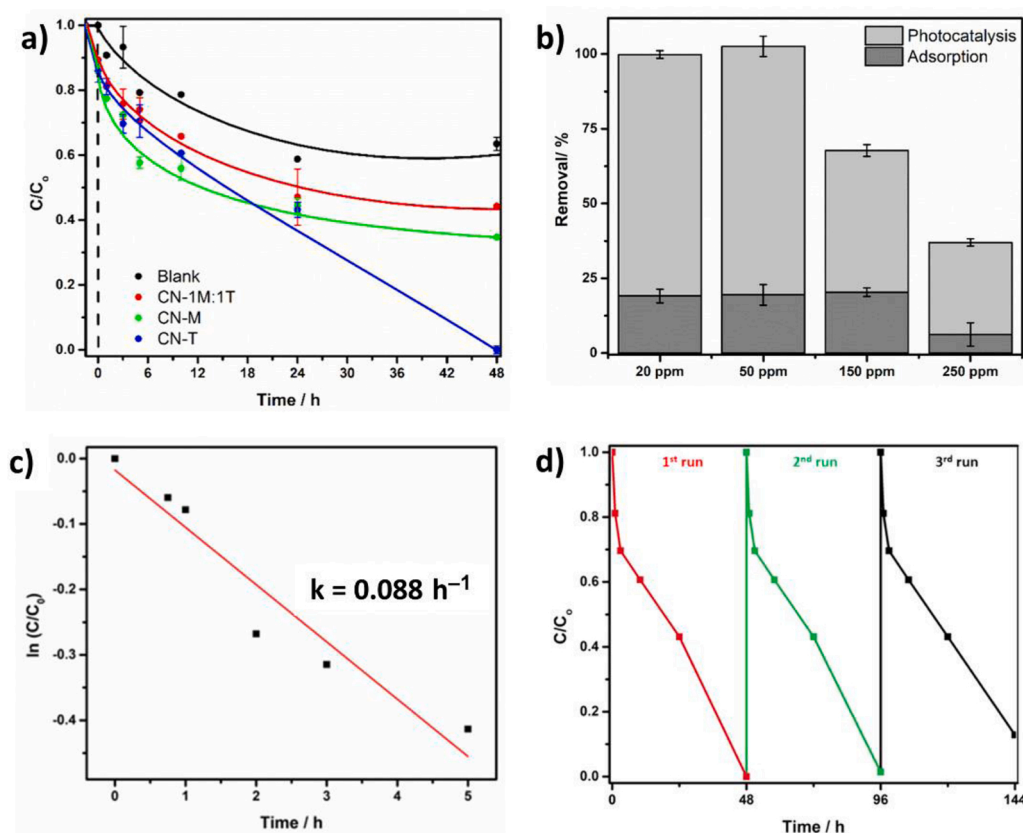 a)
1.0
0.8
0.6
0.4
0.2
0.0
C/C₀
Blank
CN-1M:1T
CN-M
CN-T
0 6 12 18 24 30 36 42 48
Time / h
b)
100
75
50
25
0
Removal/ %
Photocatalysis
Adsorption
20 ppm 50 ppm 150 ppm 250 ppm
c)
0.0
-0.1
-0.2
-0.3
-0.4
ln (C/C₀)
k = 0.088 h⁻¹
0 1 2 3 4 5
Time / h
d)
1.0
0.8
0.6
0.4
0.2
0.0
C/C₀
1ˢᵗ run 2ⁿᵈ run 3ʳᵈ run
0 48 96 144
Time / h